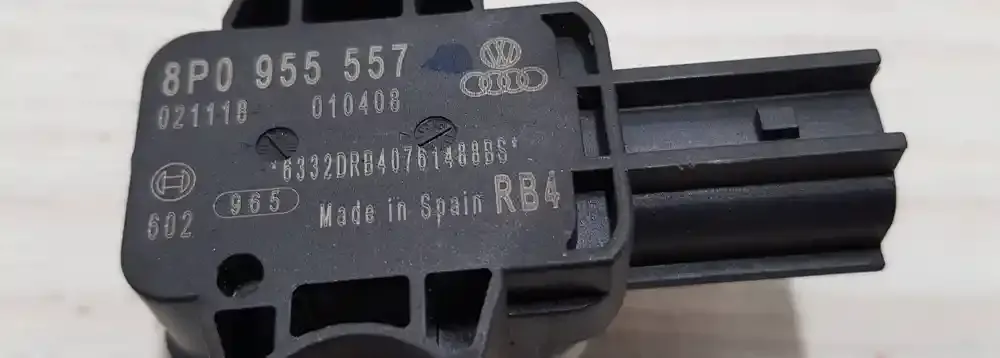 8P0 955 557
021118 010408
*6332DRB40761488BS*
965
Made in Spain RB4
602